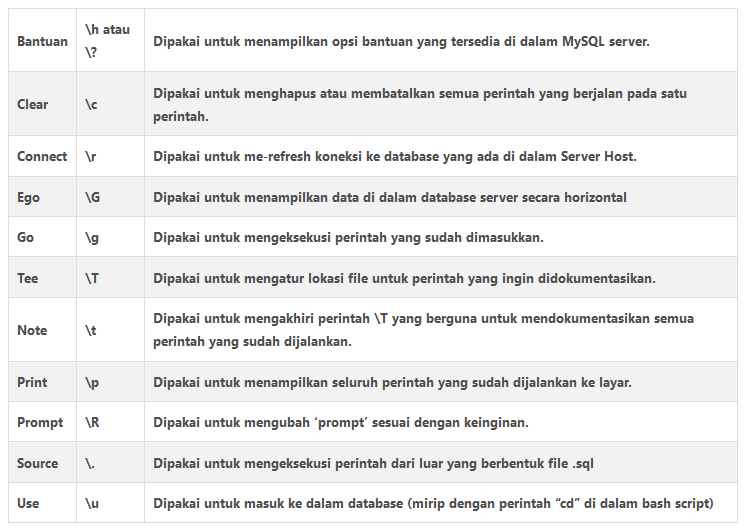 Bantuan \h atau \? Dipakai untuk menampilkan opsi bantuan yang tersedia di dalam MySQL server.
Clear \c Dipakai untuk menghapus atau membatalkan semua perintah yang berjalan pada satu
perintah.
Connect \r Dipakai untuk me-refresh koneksi ke database yang ada di dalam Server Host.
Ego \G Dipakai untuk menampilkan data di dalam database server secara horizontal
Go \g Dipakai untuk mengeksekusi perintah yang sudah dimasukkan.
Tee \T Dipakai untuk mengatur lokasi file untuk perintah yang ingin didokumentasikan.
Note \t Dipakai untuk mengakhiri perintah \T yang berguna untuk mendokumentasikan semua
perintah yang sudah dijalankan.
Print \p Dipakai untuk menampilkan seluruh perintah yang sudah dijalankan ke layar.
Prompt \R Dipakai untuk mengubah ‘prompt’ sesuai dengan keinginan.
Source \. Dipakai untuk mengeksekusi perintah dari luar yang berbentuk file .sql
Use \u Dipakai untuk masuk ke dalam database (mirip dengan perintah “cd” di dalam bash script)